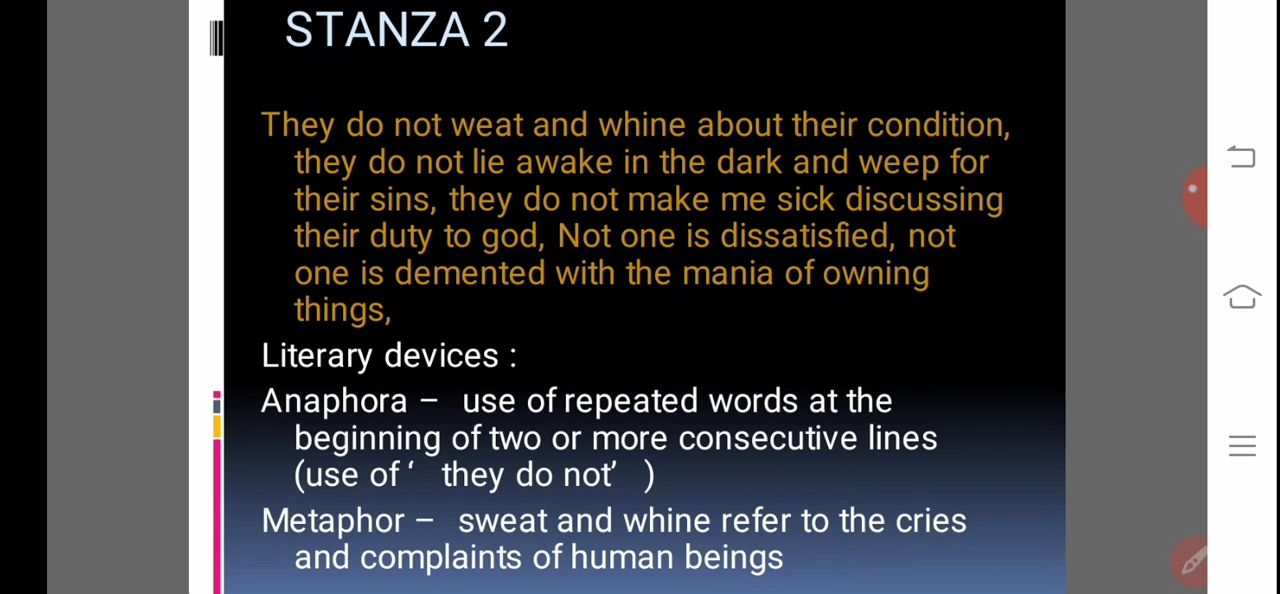 STANZA 2
They do not weat and whine about their condition,
they do not lie awake in the dark and weep for
their sins, they do not make me sick discussing
their duty to god, Not one is dissatisfied, not
one is demented with the mania of owning
things,
Literary devices :
Anaphora – use of repeated words at the
beginning of two or more consecutive lines
(use of ‘ they do not’ )
Metaphor – sweat and whine refer to the cries
and complaints of human beings